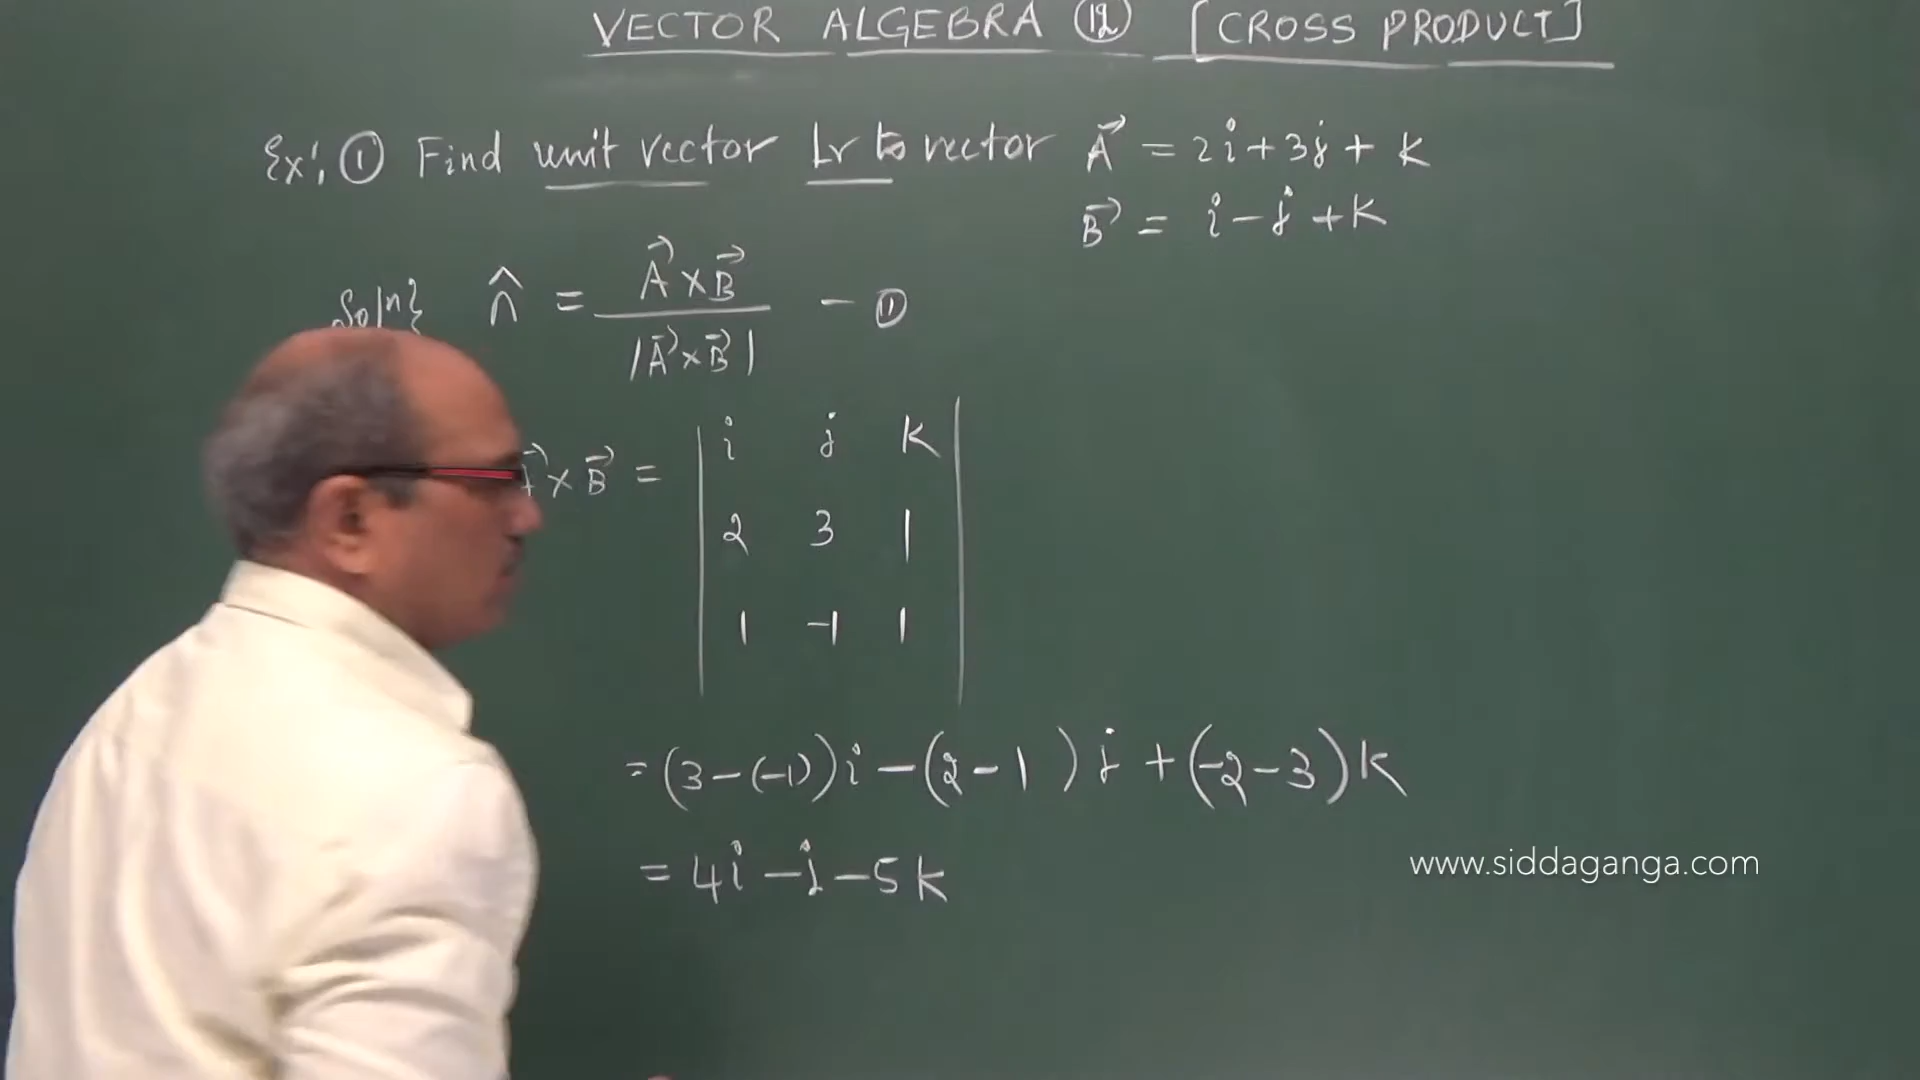 VECTOR ALGEBRA ⑫ [CROSS PRODUCT]
Ex: ① Find unit vector ⊥r to vector A⃗ = 2i + 3j + k
B⃗ = i - j + k
Soln} n̂ = A⃗ × B⃗ / |A⃗ × B⃗| - ①
A⃗ × B⃗ = | i j k |
2 3 1
1 -1 1
= (3 - (-1)) i - (2 - 1) j + (-2 - 3) k
= 4i - j - 5k
www.siddaganga.com